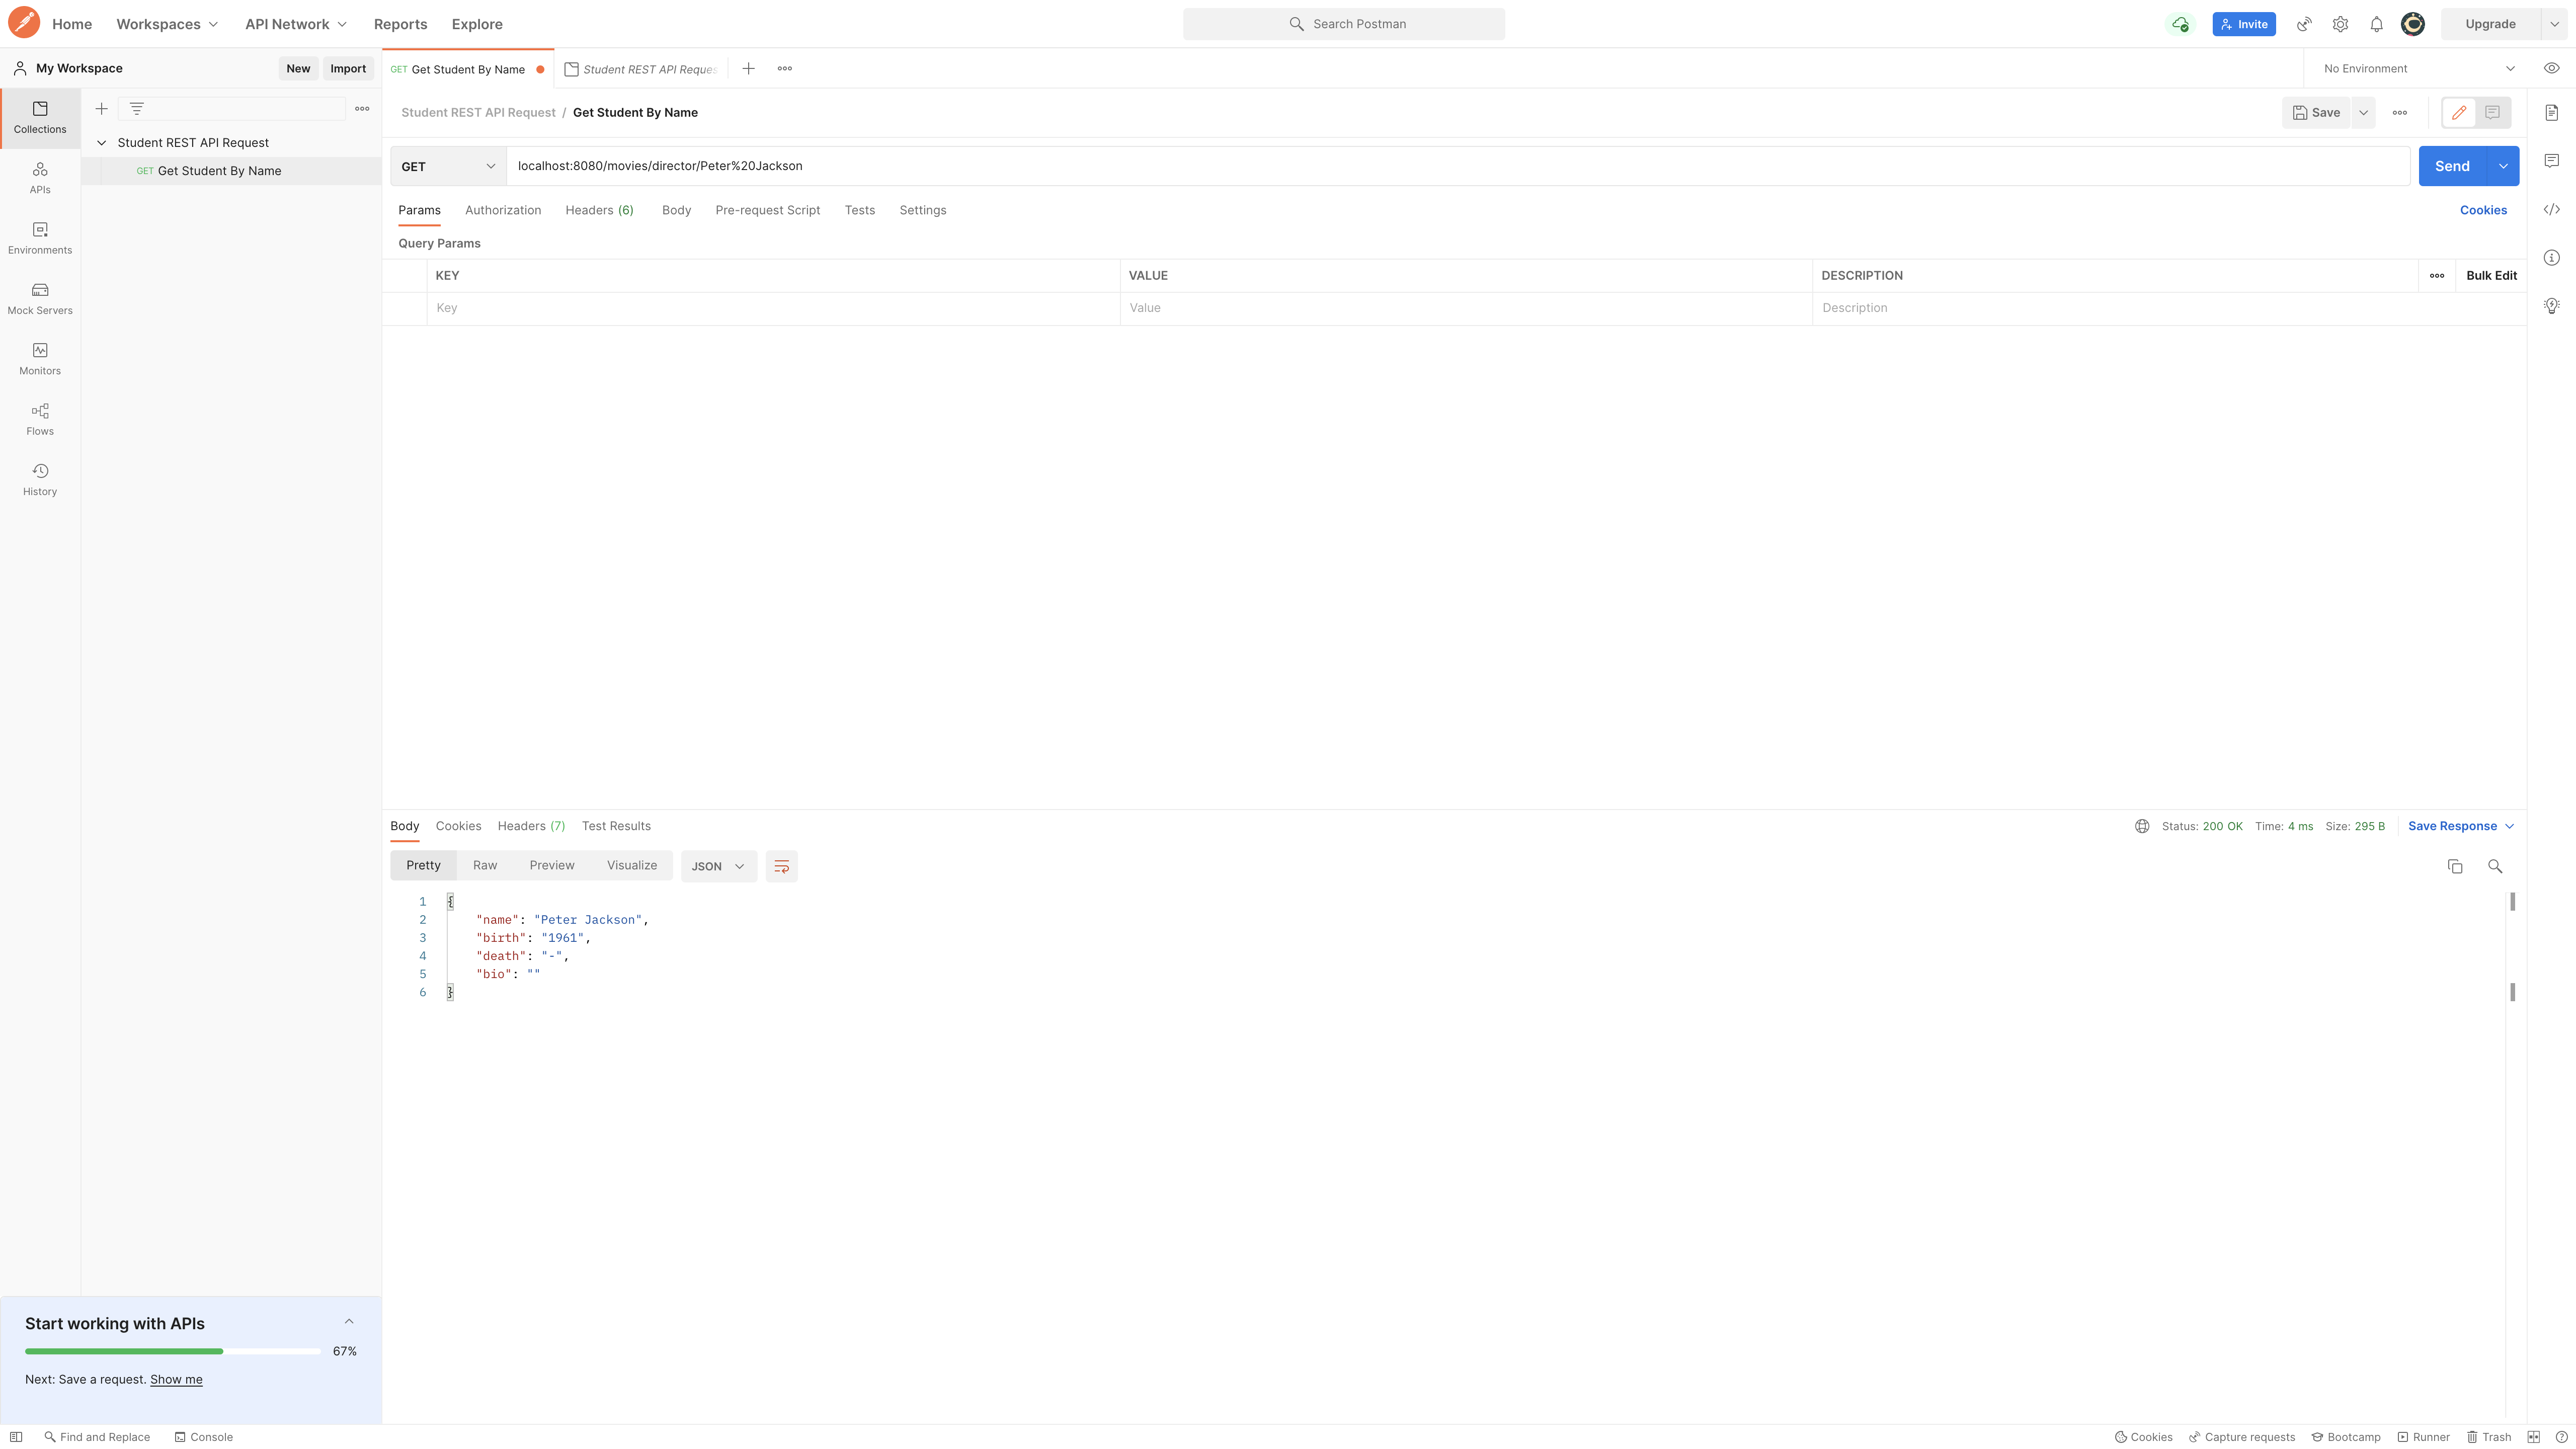 Home Workspaces API Network Reports Explore Search Postman Invite Upgrade
My Workspace New Import GET Get Student By Name Student REST API Reques No Environment
Collections
Student REST API Request
GET Get Student By Name
APIs
Environments
Mock Servers
Monitors
Flows
History
Student REST API Request / Get Student By Name Save
GET localhost:8080/movies/director/Peter%20Jackson Send
Params Authorization Headers (6) Body Pre-request Script Tests Settings Cookies
Query Params
KEY VALUE DESCRIPTION Bulk Edit
Key Value Description
Body Cookies Headers (7) Test Results Status: 200 OK Time: 4 ms Size: 295 B Save Response
Pretty Raw Preview Visualize JSON
1 {
2 "name": "Peter Jackson",
3 "birth": "1961",
4 "death": "-",
5 "bio": ""
6 }
Start working with APIs
67%
Next: Save a request. Show me
Find and Replace Console Cookies Capture requests Bootcamp Runner Trash